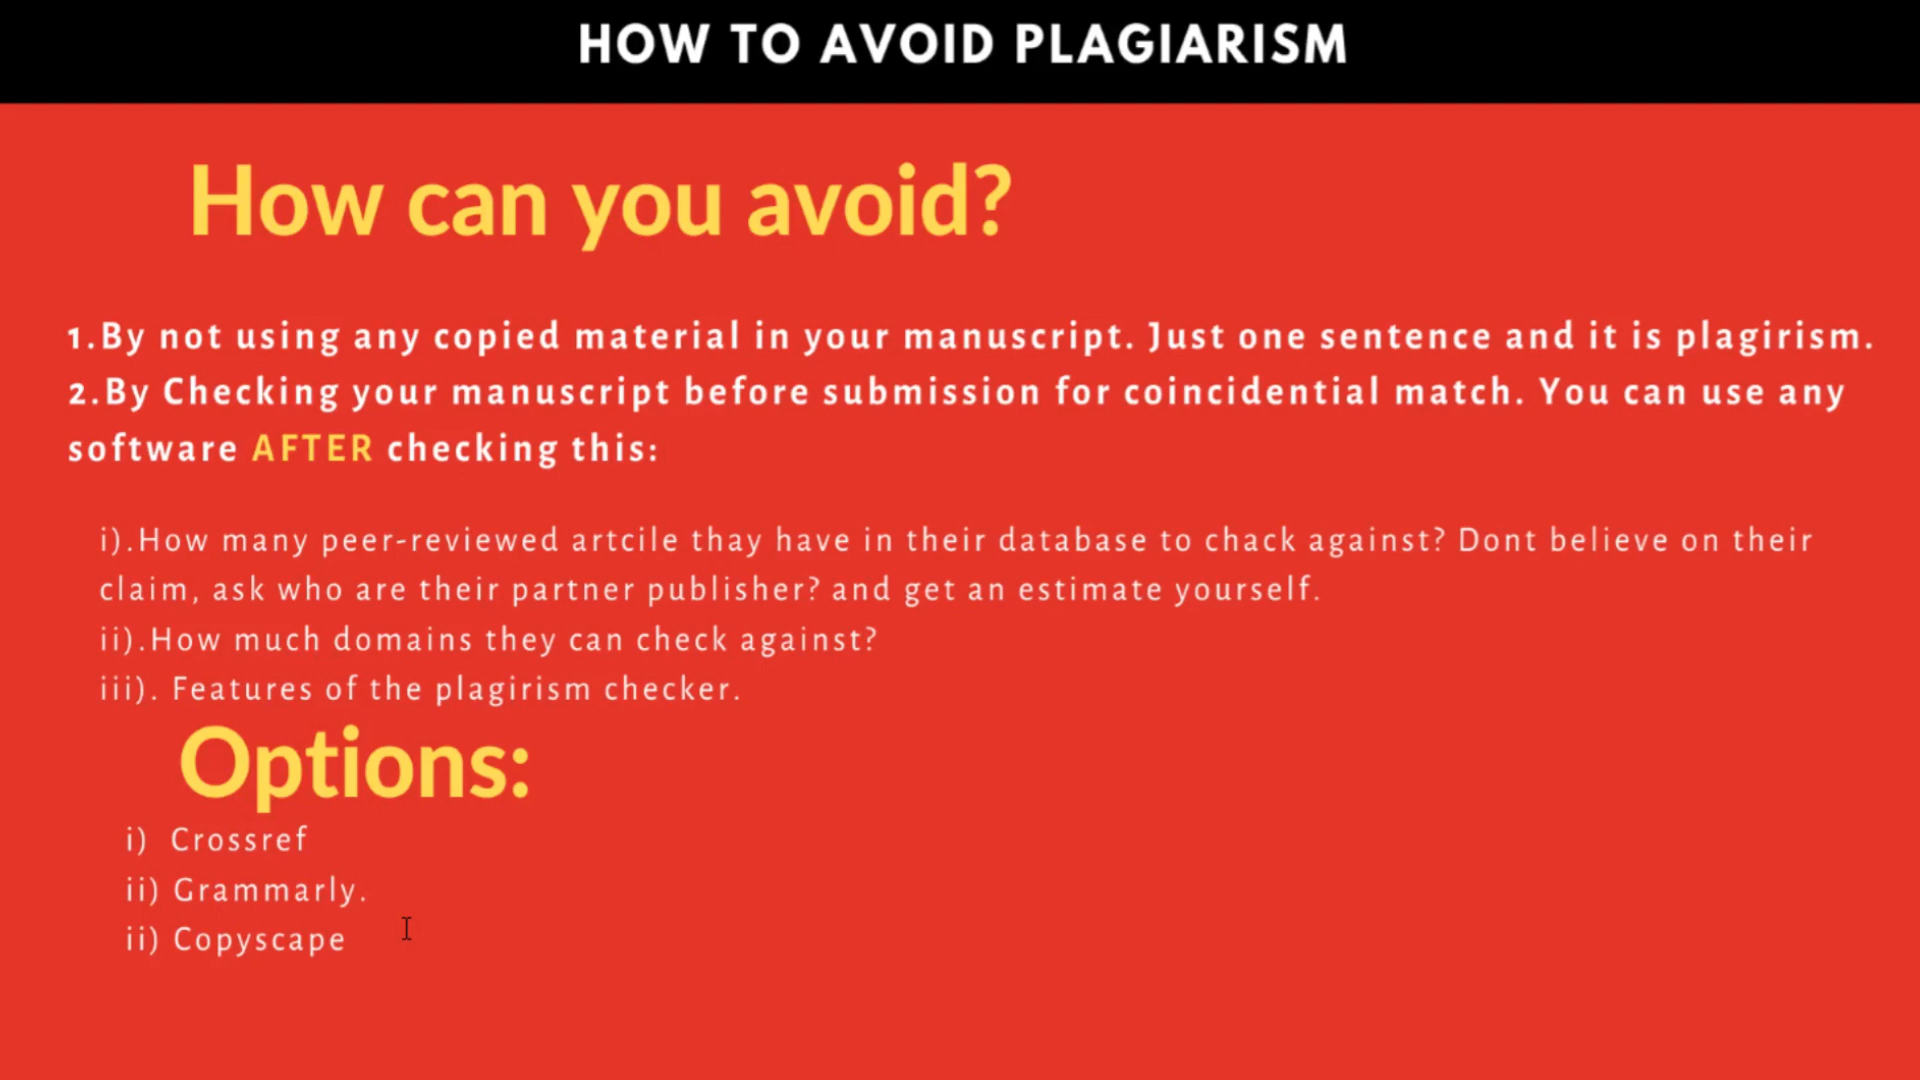 HOW TO AVOID PLAGIARISM
How can you avoid?
1.By not using any copied material in your manuscript. Just one sentence and it is plagirism.
2.By Checking your manuscript before submission for coincidential match. You can use any
software AFTER checking this:
i).How many peer-reviewed artcile thay have in their database to chack against? Dont believe on their
claim, ask who are their partner publisher? and get an estimate yourself.
ii).How much domains they can check against?
iii). Features of the plagirism checker.
Options:
i) Crossref
ii) Grammarly.
ii) Copyscape